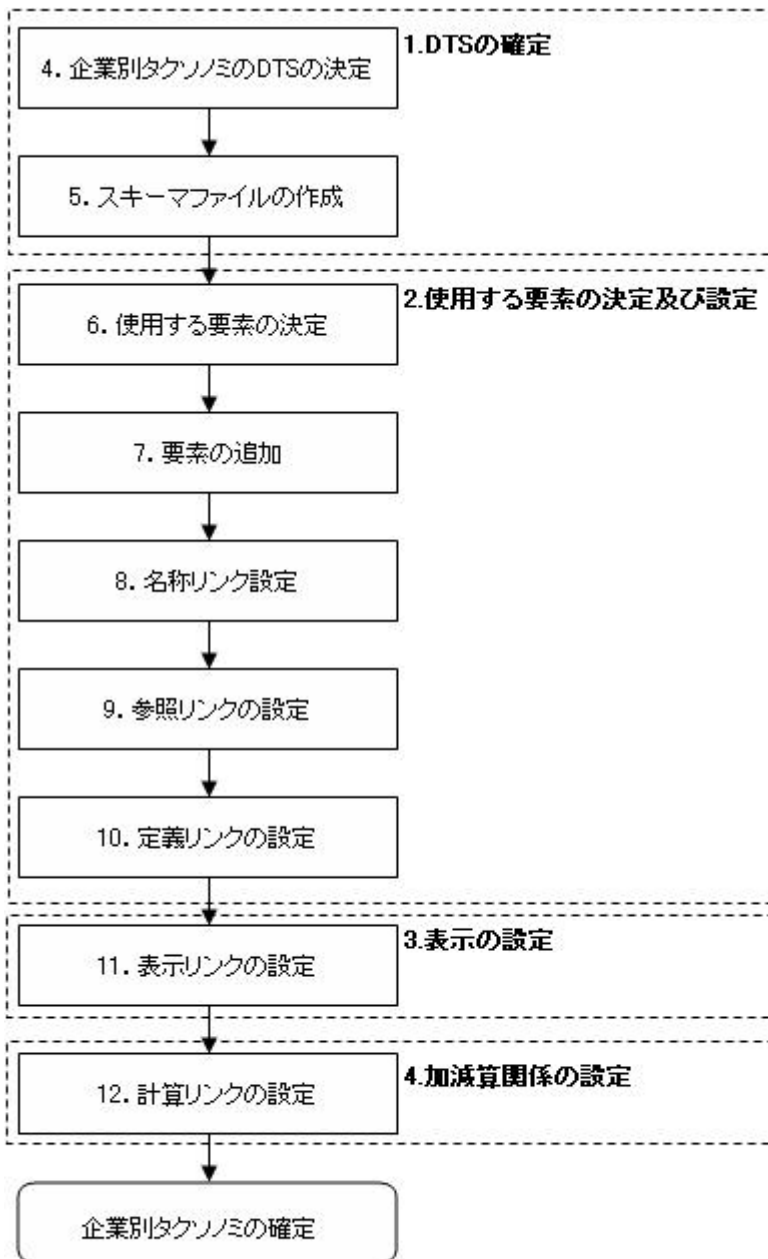 1.DTSの確定
4. 企業別タクソノミのDTSの決定
5. スキーマファイルの作成
2.使用する要素の決定及び設定
6. 使用する要素の決定
7. 要素の追加
8. 名称リンク設定
9. 参照リンクの設定
10. 定義リンクの設定
3.表示の設定
11. 表示リンクの設定
4.加減算関係の設定
12. 計算リンクの設定
企業別タクソノミの確定